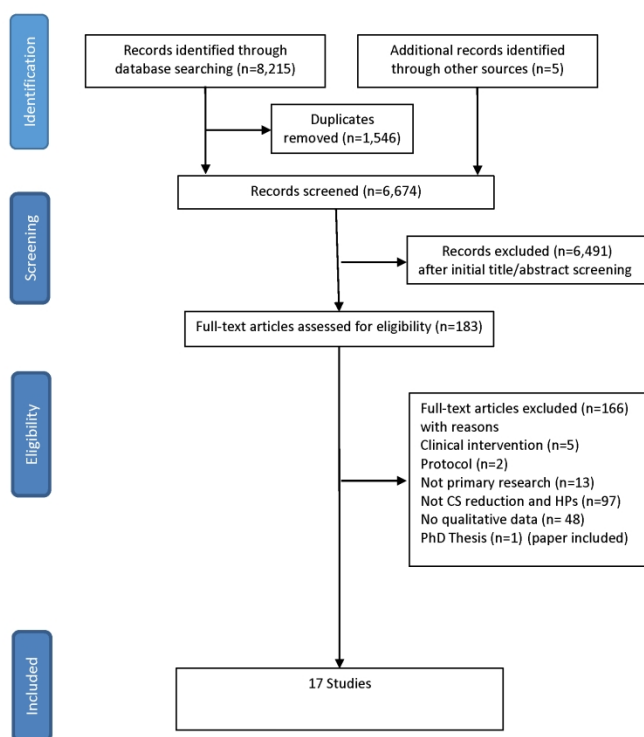 Identification
Records identified through
database searching (n=8,215)
Additional records identified
through other sources (n=5)
Duplicates
removed (n=1,546)
Records screened (n=6,674)
Screening
Records excluded (n=6,491)
after initial title/abstract screening
Full-text articles assessed for eligibility (n=183)
Eligibility
Full-text articles excluded (n=166)
with reasons
Clinical intervention (n=5)
Protocol (n=2)
Not primary research (n=13)
Not CS reduction and HPs (n=97)
No qualitative data (n= 48)
PhD Thesis (n=1) (paper included)
Included
17 Studies